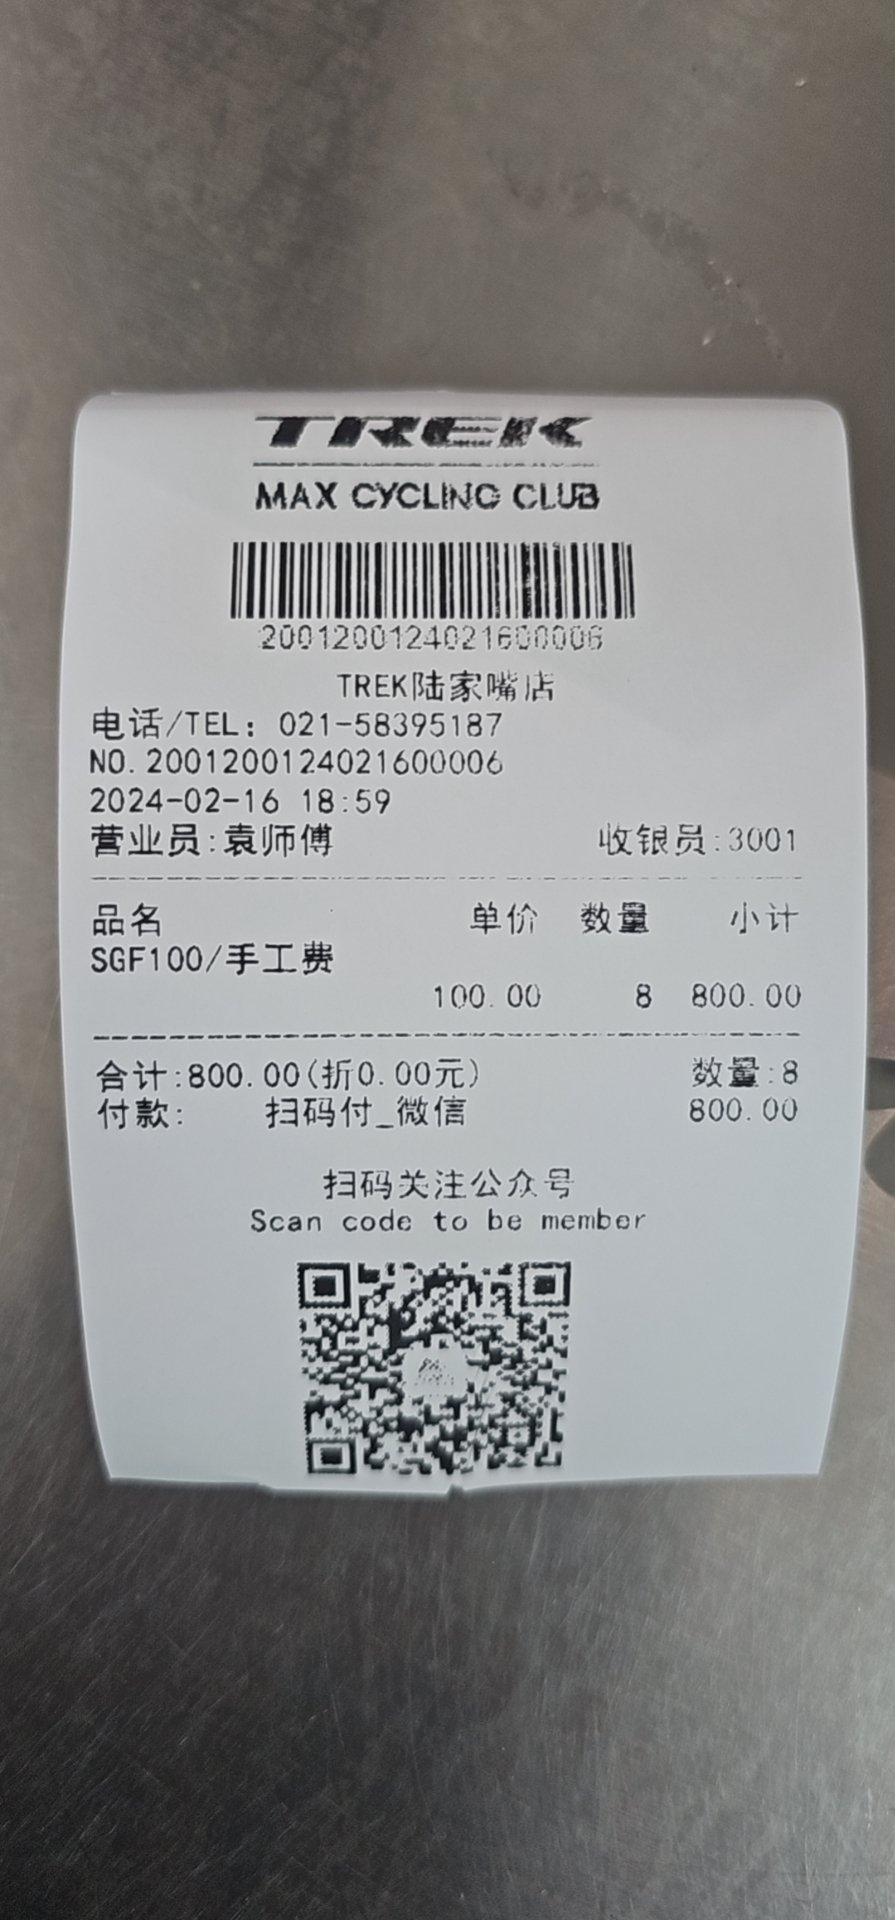 TREK
MAX CYCLING CLUB
2001200124021600006
TREK陆家嘴店
电话/TEL: 021-58395187
NO.2001200124021600006
2024-02-16 18:59
营业员:袁师傅 收银员:3001
品名 单价 数量 小计
SGF100/手工费
100.00 8 800.00
合计:800.00(折0.00元) 数量:8
付款: 扫码付_微信 800.00
扫码关注公众号
Scan code to be member